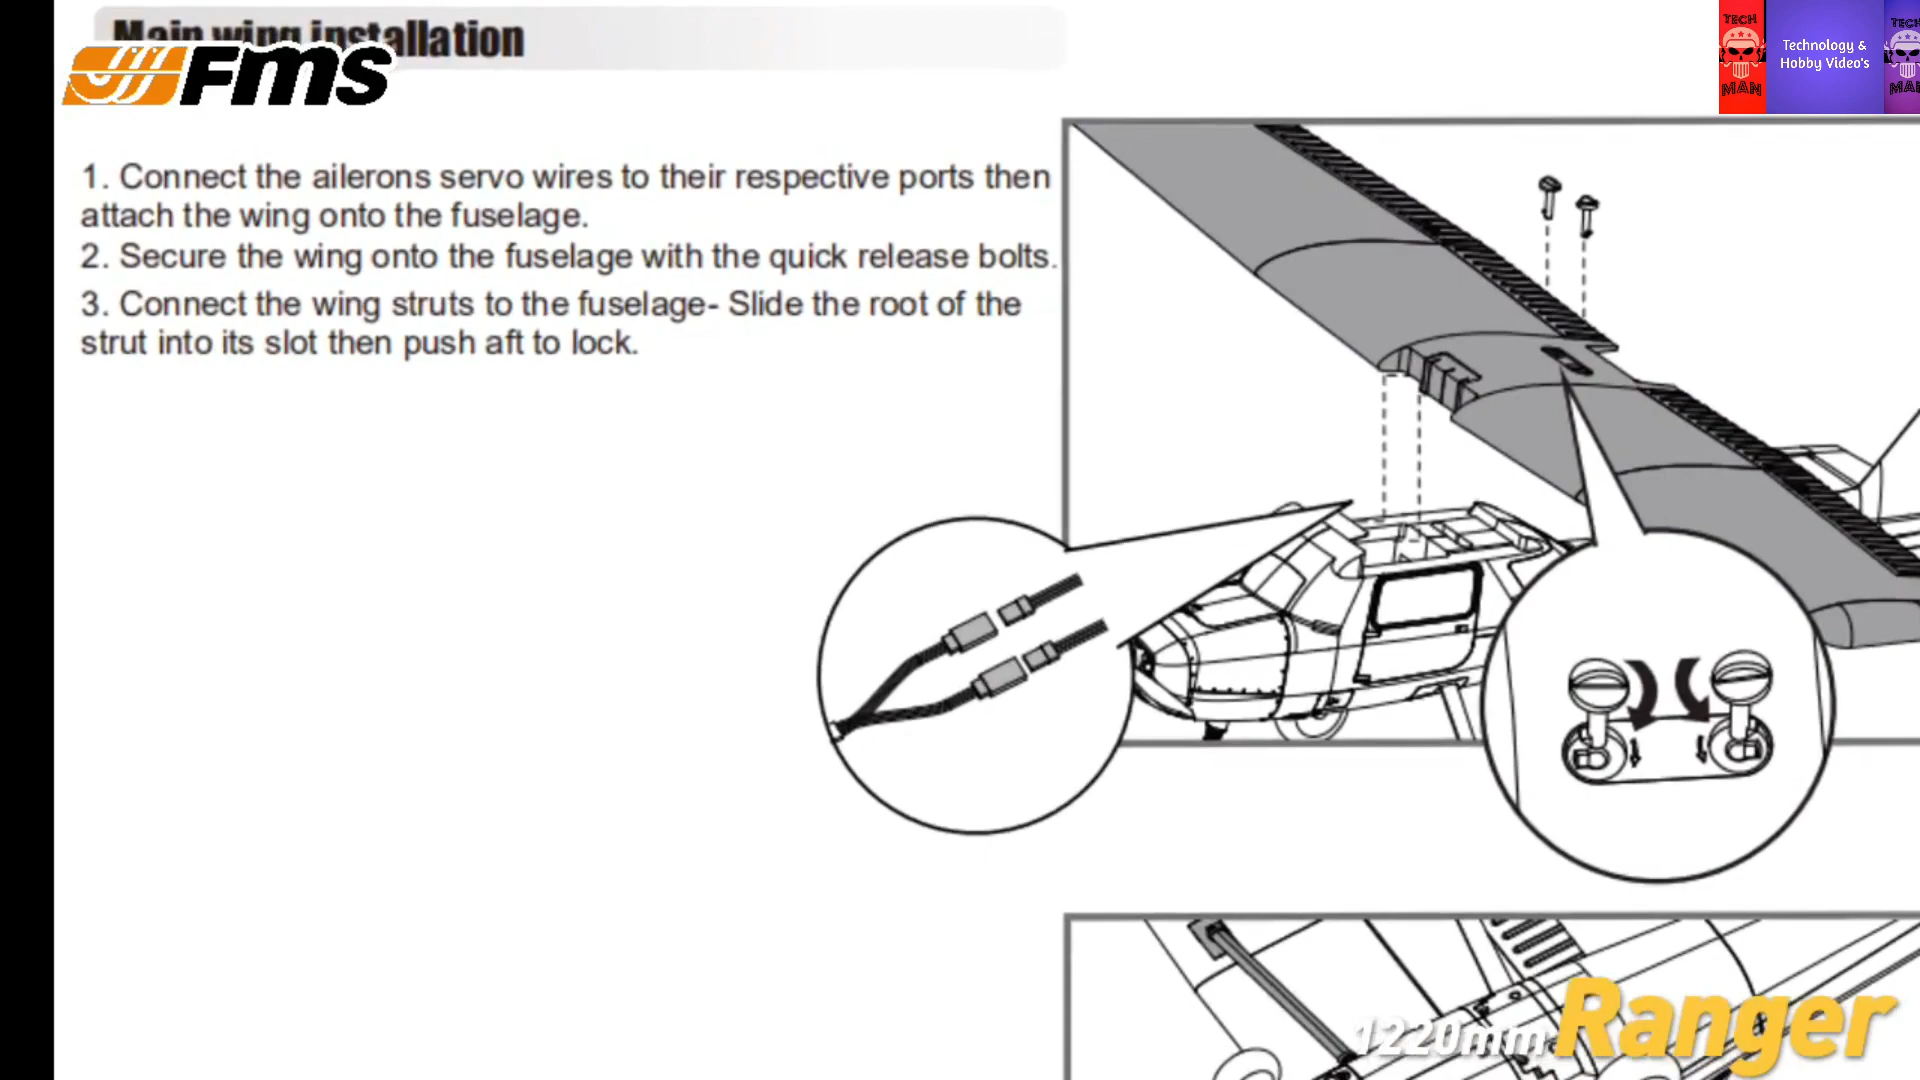 Main wing installation
Fms
TECH
MAN
Technology &
Hobby Video's
TECH
MAN
1. Connect the ailerons servo wires to their respective ports then
attach the wing onto the fuselage.
2. Secure the wing onto the fuselage with the quick release bolts.
3. Connect the wing struts to the fuselage- Slide the root of the
strut into its slot then push aft to lock.
1220mm Ranger